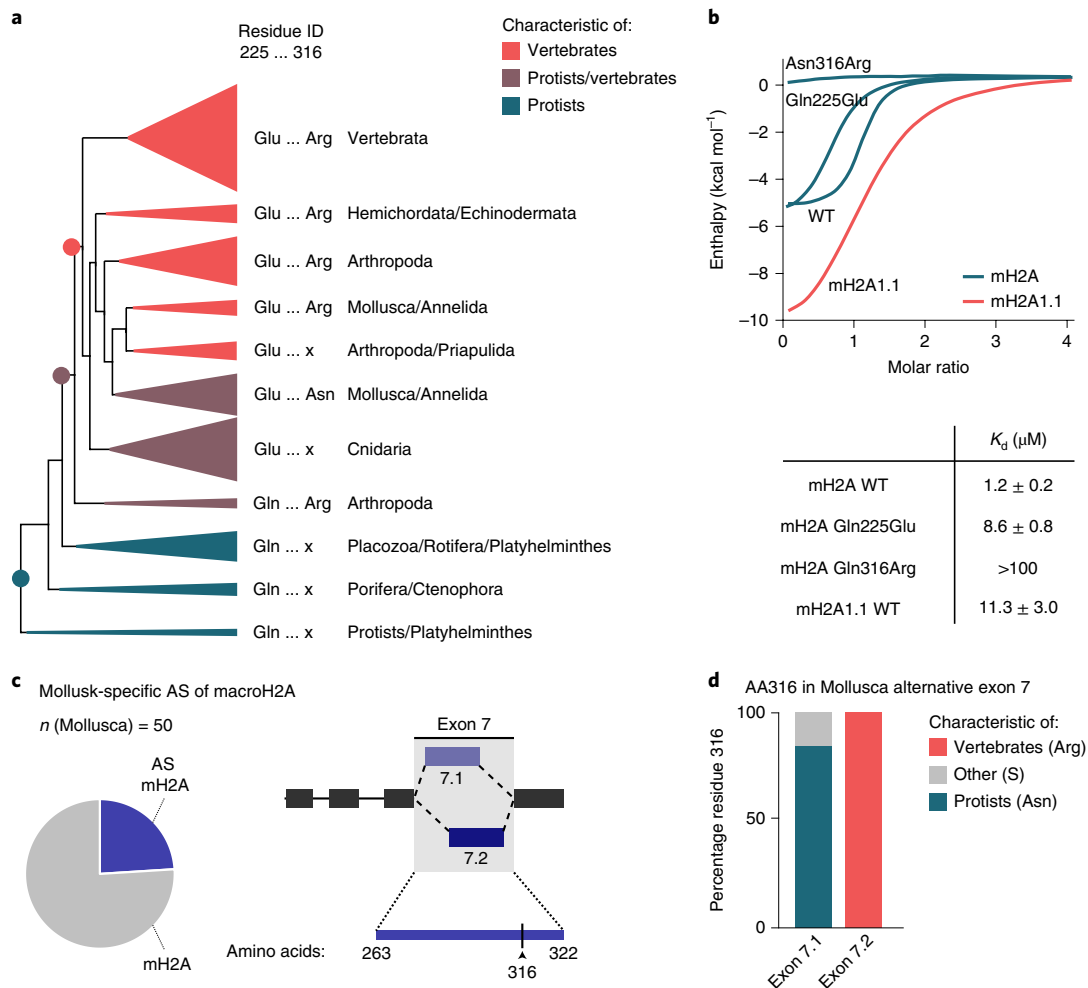 a
Residue ID
225 ... 316
Characteristic of:
Vertebrates
Protists/vertebrates
Protists
Glu ... Arg Vertebrata
Glu ... Arg Hemichordata/Echinodermata
Glu ... Arg Arthropoda
Glu ... Arg Mollusca/Annelida
Glu ... x Arthropoda/Priapulida
Glu ... Asn Mollusca/Annelida
Glu ... x Cnidaria
Gln ... Arg Arthropoda
Gln ... x Placozoa/Rotifera/Platyhelminthes
Gln ... x Porifera/Ctenophora
Gln ... x Protists/Platyhelminthes
b
Enthalpy (kcal mol⁻¹)
0
−2
−4
−6
−8
−10
Asn316Arg
Gln225Glu
WT
mH2A1.1
mH2A
mH2A1.1
0 1 2 3 4
Molar ratio
Kd (μM)
mH2A WT 1.2 ± 0.2
mH2A Gln225Glu 8.6 ± 0.8
mH2A Gln316Arg >100
mH2A1.1 WT 11.3 ± 3.0
c
Mollusk-specific AS of macroH2A
n (Mollusca) = 50
AS
mH2A
mH2A
Exon 7
7.1
7.2
Amino acids:
263 322
316
d
AA316 in Mollusca alternative exon 7
Percentage residue 316
100
50
0
Exon 7.1
Exon 7.2
Characteristic of:
Vertebrates (Arg)
Other (S)
Protists (Asn)